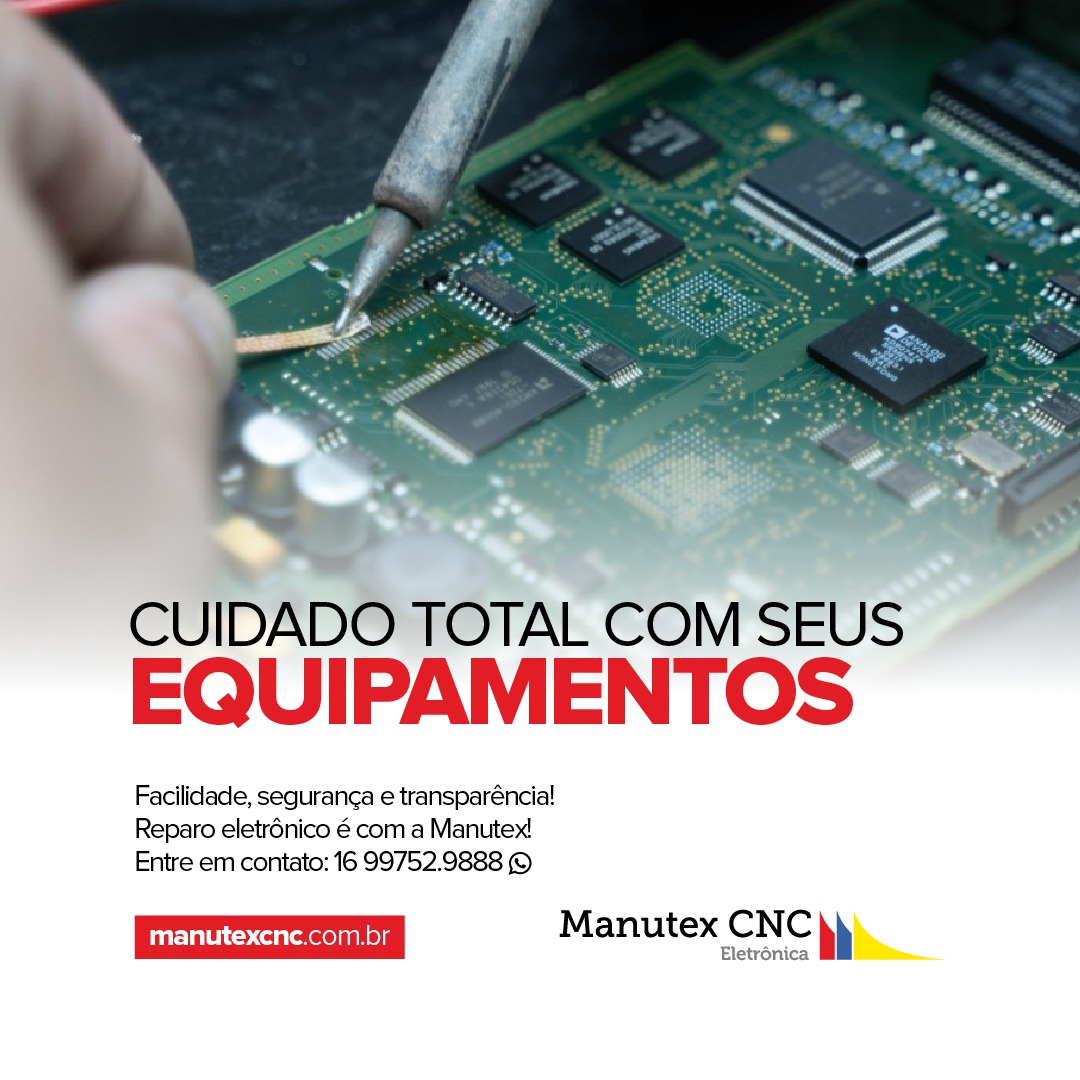 CUIDADO TOTAL COM SEUS
EQUIPAMENTOS
Facilidade, segurança e transparência!
Reparo eletrônico é com a Manutex!
Entre em contato: 16 99752.9888
manutexcnc.com.br
Manutex CNC
Eletrônica